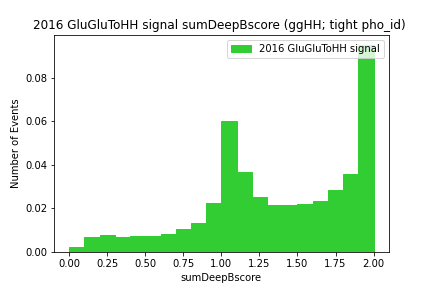 2016 GluGluToHH signal sumDeepBscore (ggHH; tight pho_id)
2016 GluGluToHH signal
Number of Events
0.08
0.06
0.04
0.02
0.00
0.00 0.25 0.50 0.75 1.00 1.25 1.50 1.75 2.00
sumDeepBscore